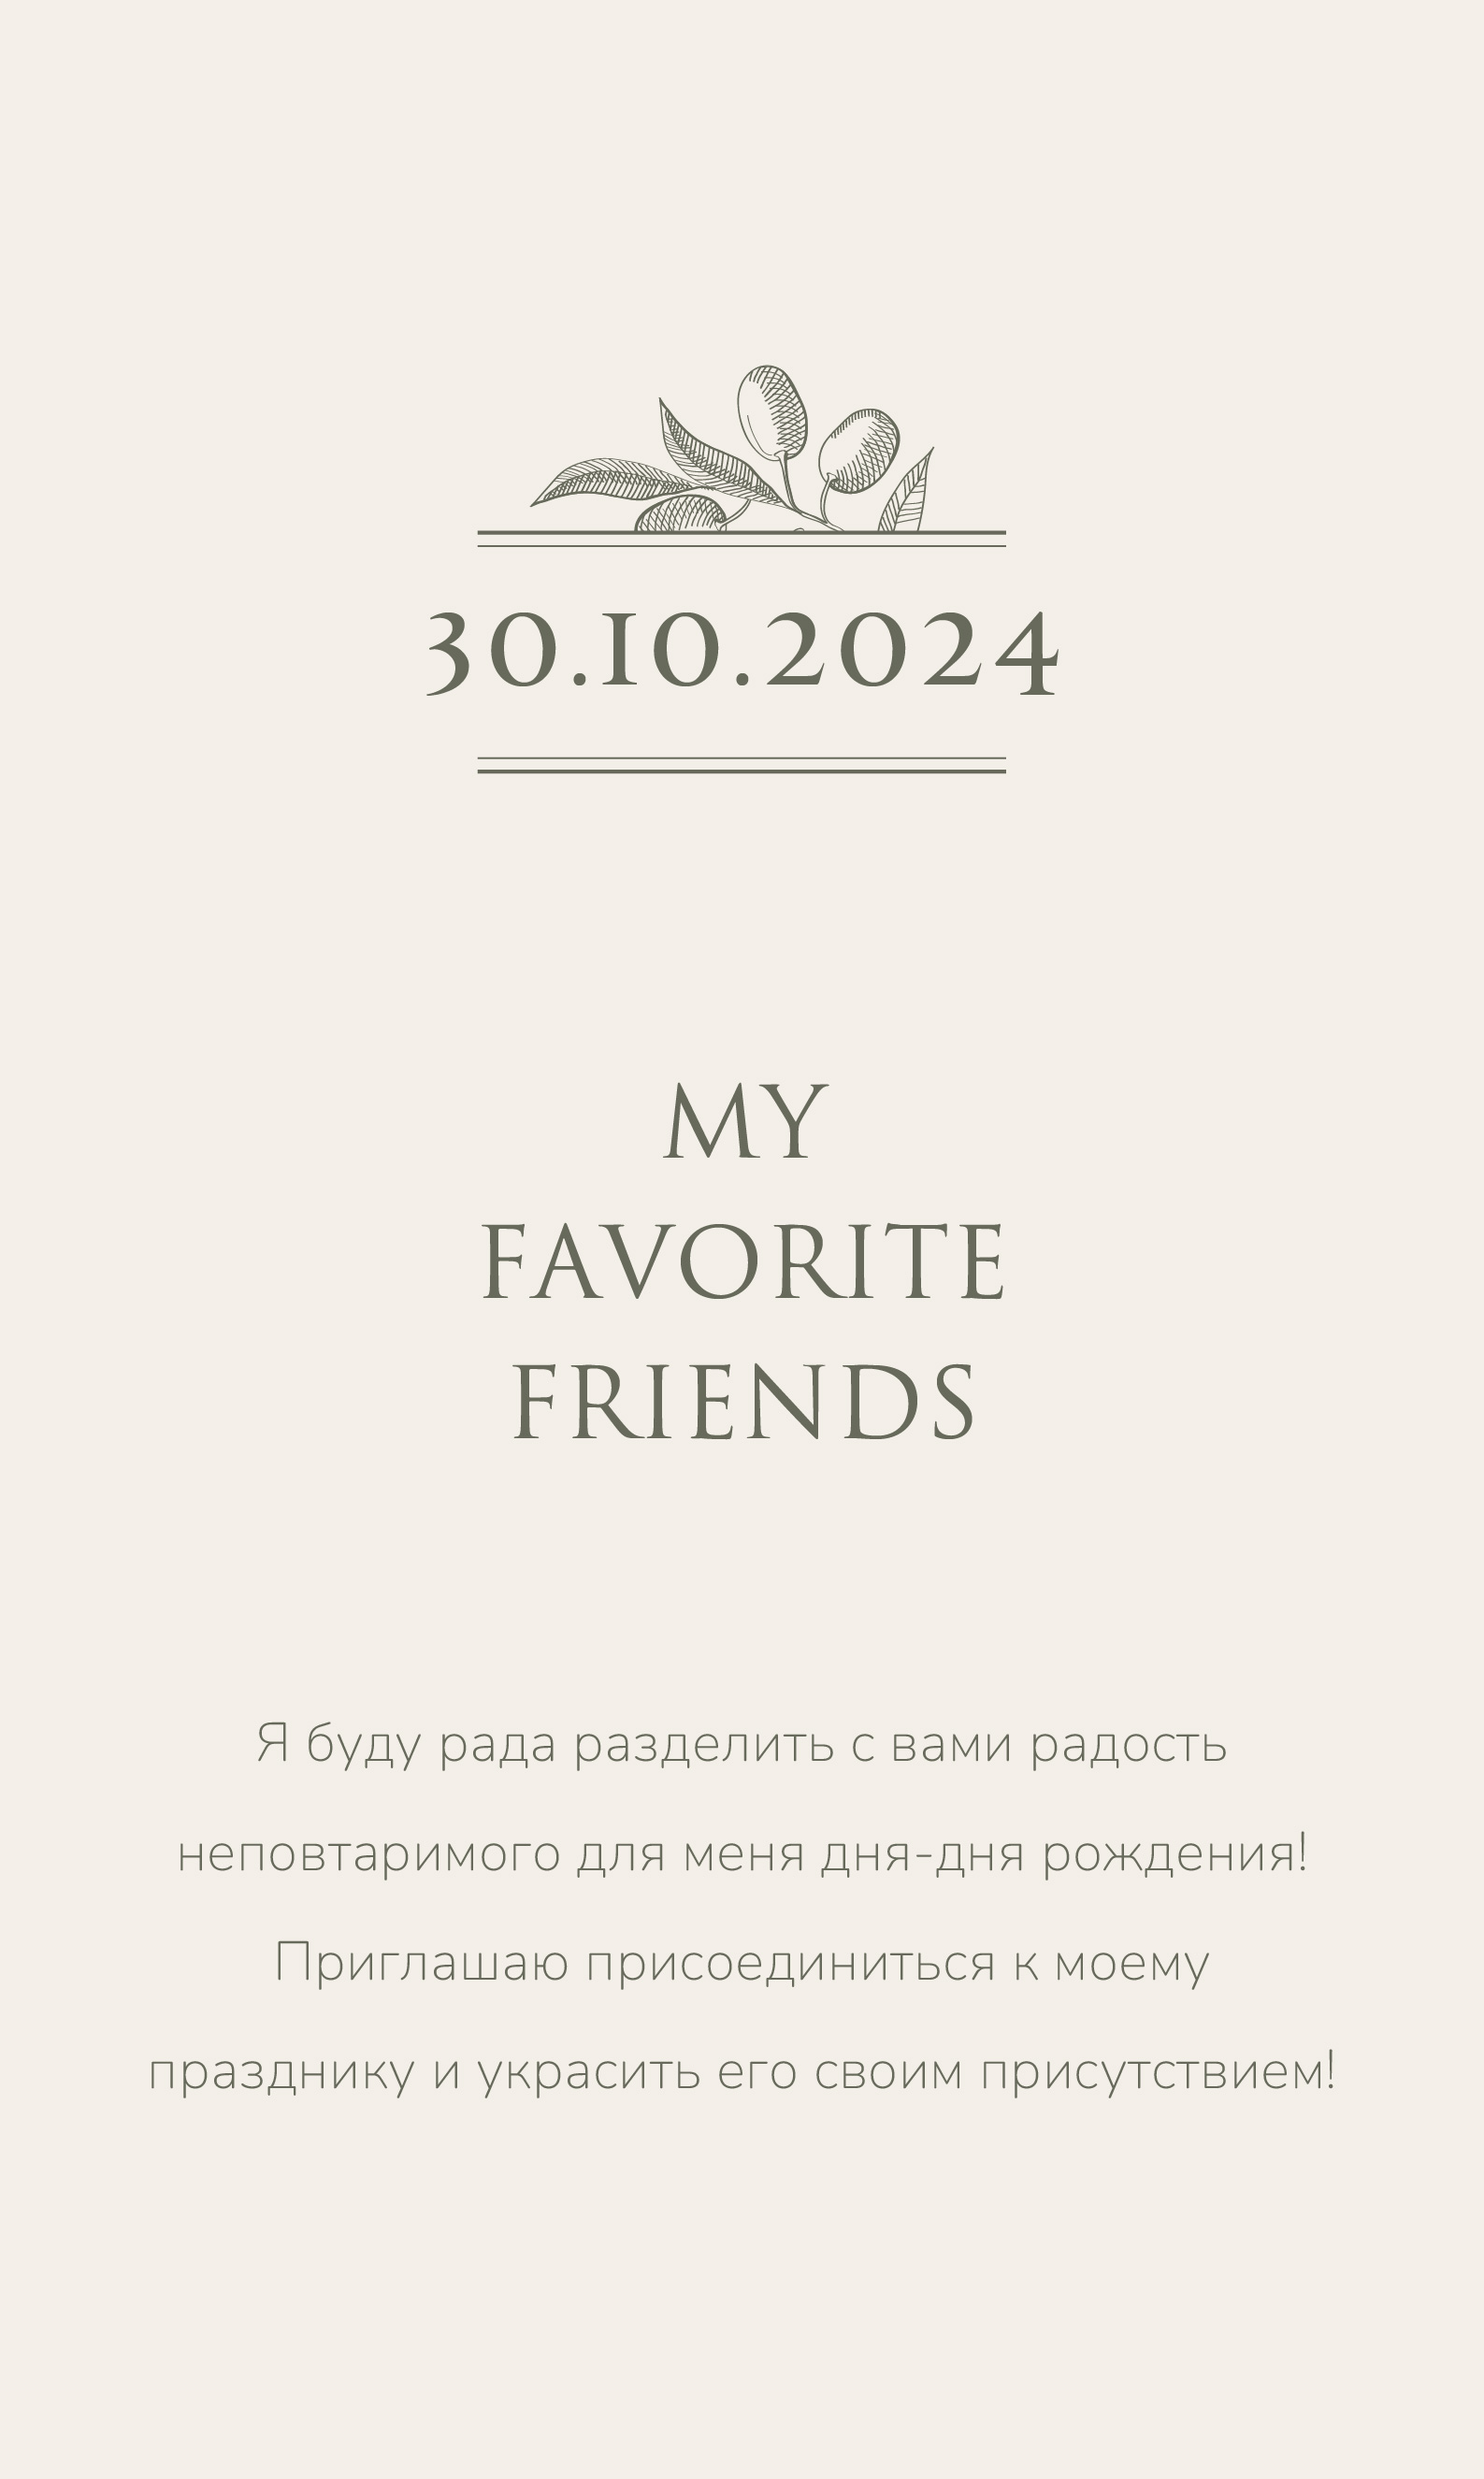 30.10.2024
MY
FAVORITE
FRIENDS
Я буду рада разделить с вами радость
неповтаримого для меня дня-дня рождения!
Приглашаю присоединиться к моему
празднику и украсить его своим присутствием!